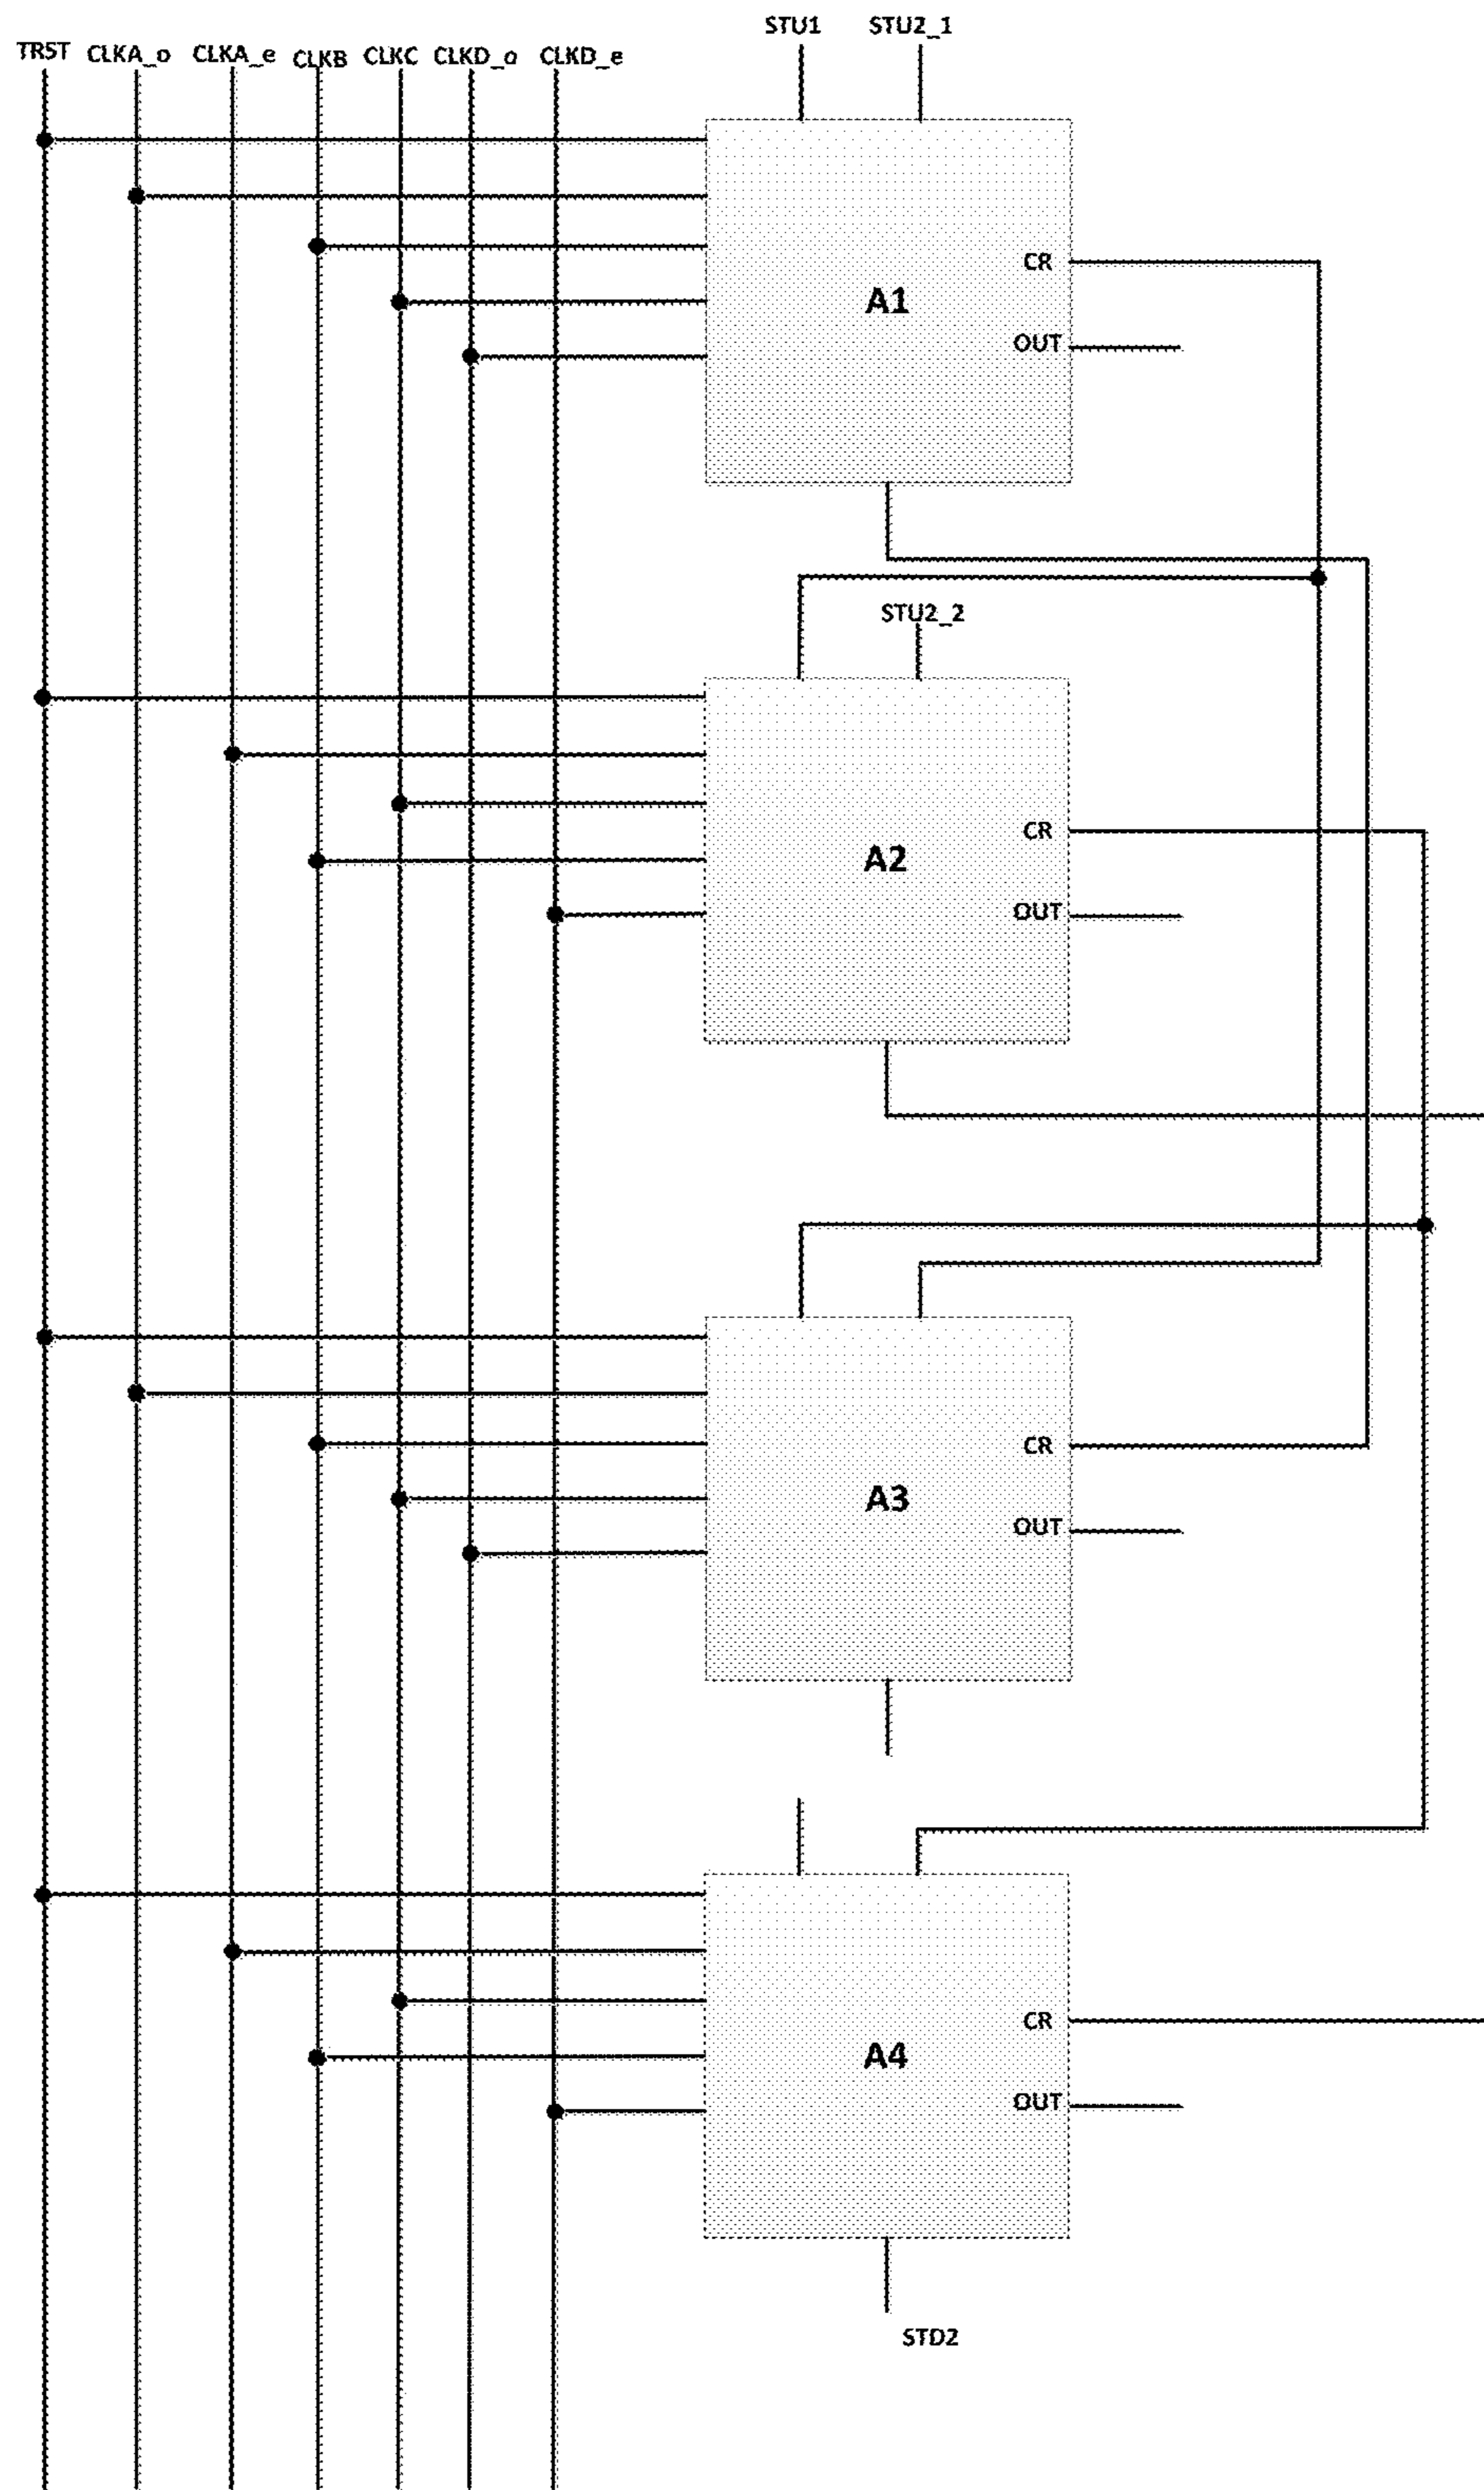 STU1 STU2_1
TRST CLKA_o CLKA_e CLKB CLKC CLKD_o CLKD_e
CR
A1
OUT
STU2_2
CR
A2
OUT
CR
A3
OUT
CR
A4
OUT
STD2